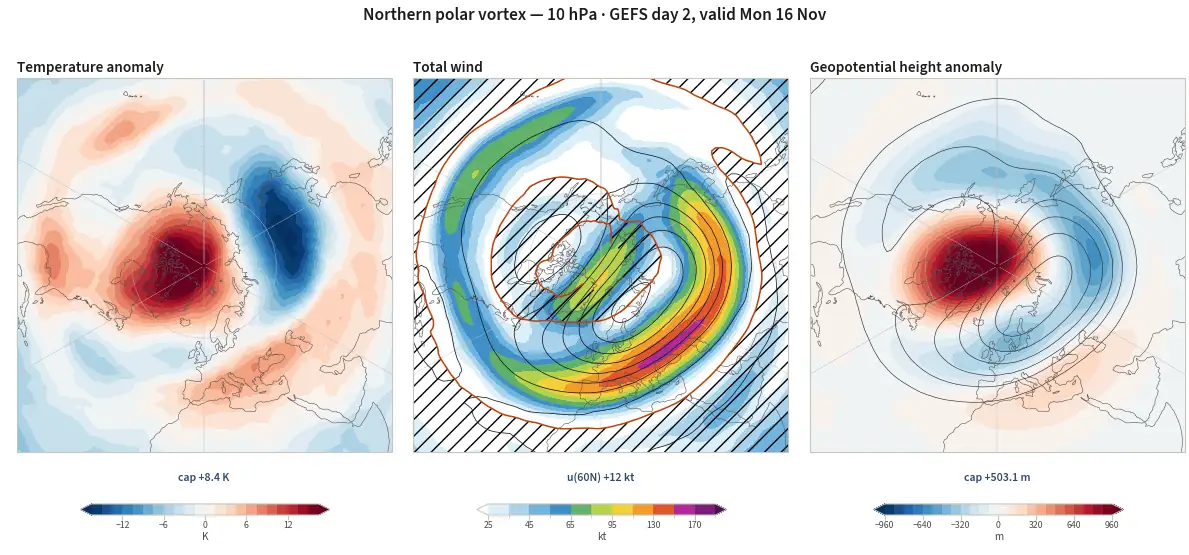 Northern polar vortex — 10 hPa · GEFS day 2, valid Mon 16 Nov
Temperature anomaly
Total wind
Geopotential height anomaly
cap +8.4 K
u(60N) +12 kt
cap +503.1 m
−12 −6 0 6 12
K
25 45 65 95 130 170
kt
−960 −640 −320 0 320 640 960
m